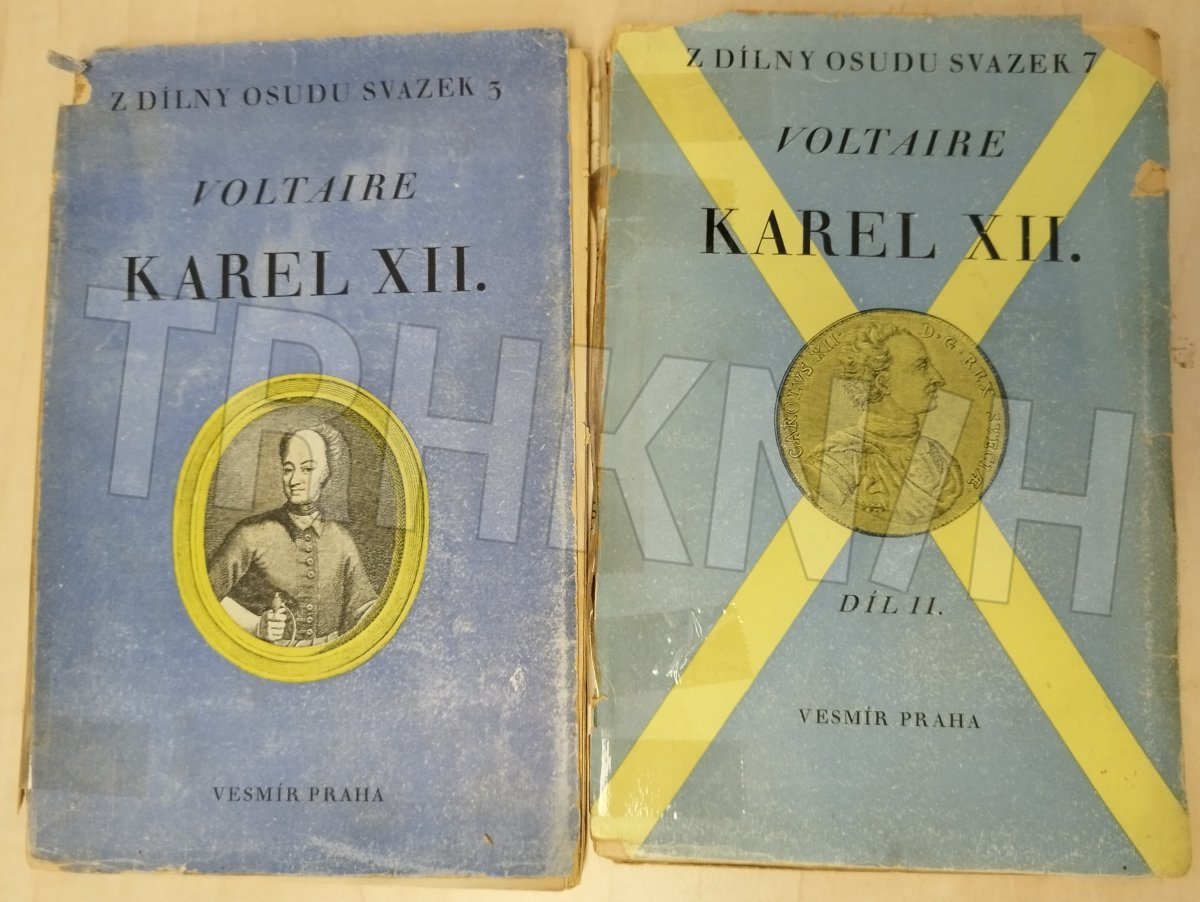 Z DÍLNY OSUDU SVAZEK 3
VOLTAIRE
KAREL XII.
VESMÍR PRAHA
Z DÍLNY OSUDU SVAZEK 7
VOLTAIRE
KAREL XII.
CAROLVS XII. D. G. REX SVECIÆ.
DÍL II.
VESMÍR PRAHA
TRHKNIH